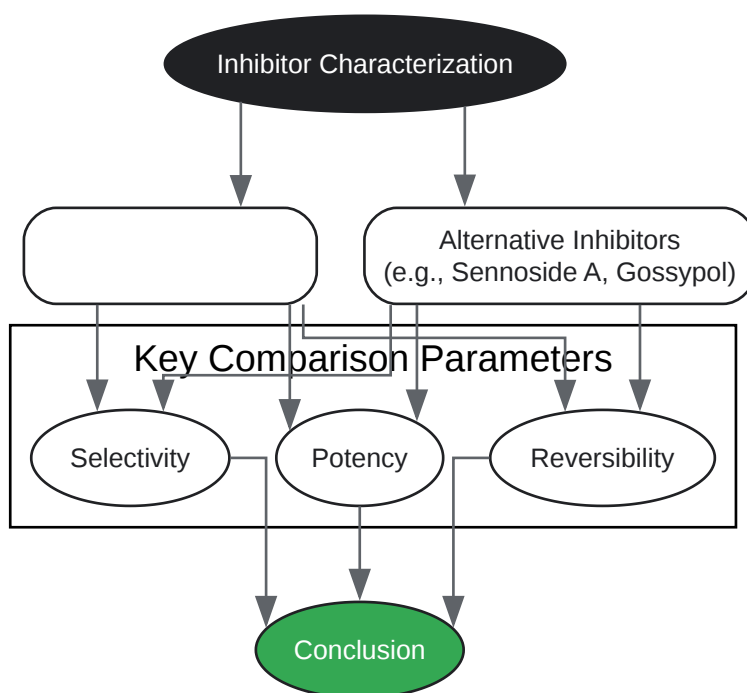 Inhibitor Characterization
Alternative Inhibitors
(e.g., Sennoside A, Gossypol)
Key Comparison Parameters
Selectivity
Potency
Reversibility
Conclusion